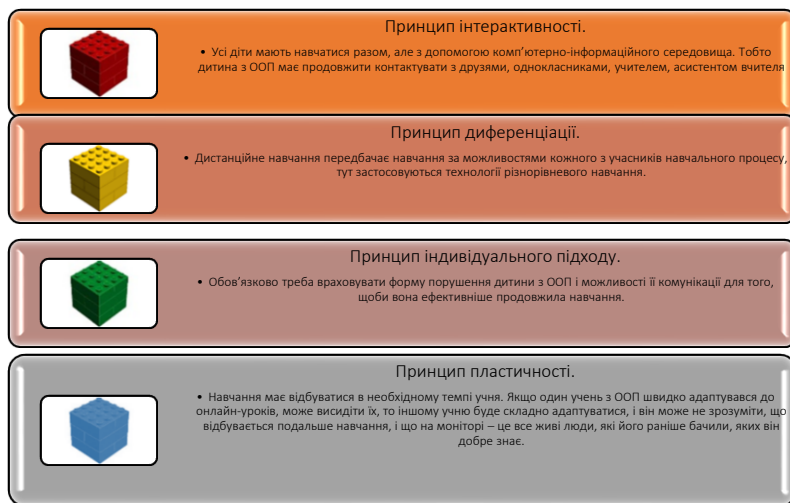 Принцип інтерактивності.
• Усі діти мають навчатися разом, але з допомогою комп’ютерно-інформаційного середовища. Тобто
дитина з ООП має продовжити контактувати з друзями, однокласниками, учителем, асистентом вчителя
Принцип диференціації.
• Дистанційне навчання передбачає навчання за можливостями кожного з учасників навчального процесу,
тут застосовуються технології різнорівневого навчання.
Принцип індивідуального підходу.
• Обов’язково треба враховувати форму порушення дитини з ООП і можливості її комунікації для того,
щоби вона ефективніше продовжила навчання.
Принцип пластичності.
• Навчання має відбуватися в необхідному темпі учня. Якщо один учень з ООП швидко адаптувався до
онлайн-уроків, може висидіти їх, то іншому учню буде складно адаптуватися, і він може не зрозуміти, що
відбувається подальше навчання, і що на моніторі – це все живі люди, які його раніше бачили, яких він
добре знає.